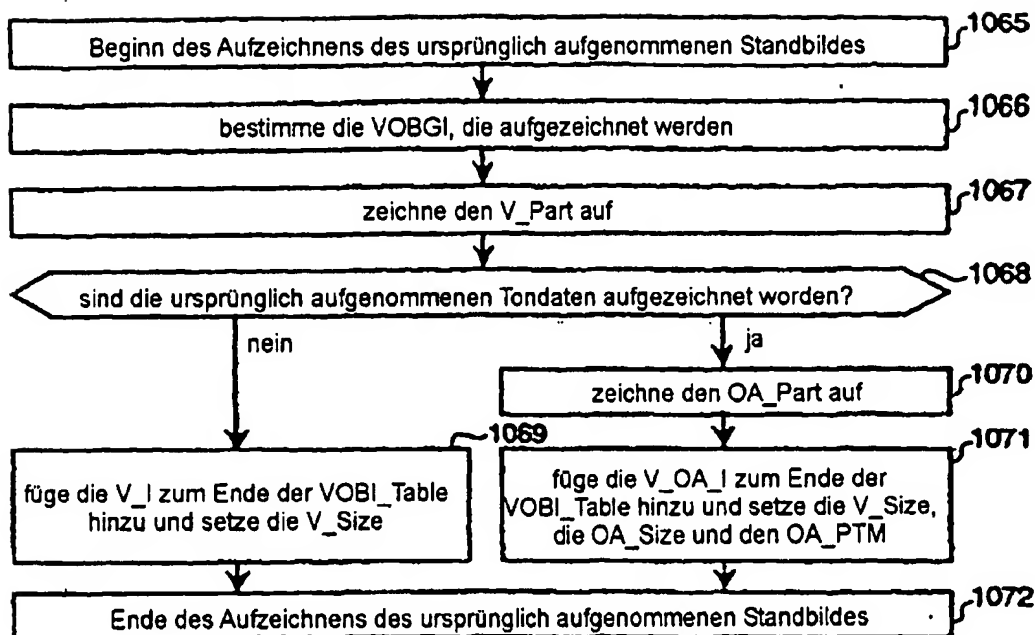 1065
Beginn des Aufzeichnens des ursprünglich aufgenommenen Standbildes
1066
bestimme die VOBGI, die aufgezeichnet werden
1067
zeichne den V_Part auf
1068
sind die ursprünglich aufgenommenen Tondaten aufgezeichnet worden?
nein
ja
1070
zeichne den OA_Part auf
1069
füge die V_I zum Ende der VOBI_Table
hinzu und setze die V_Size
1071
füge die V_OA_I zum Ende der
VOBI_Table hinzu und setze die V_Size,
die OA_Size und den OA_PTM
1072
Ende des Aufzeichnens des ursprünglich aufgenommenen Standbildes